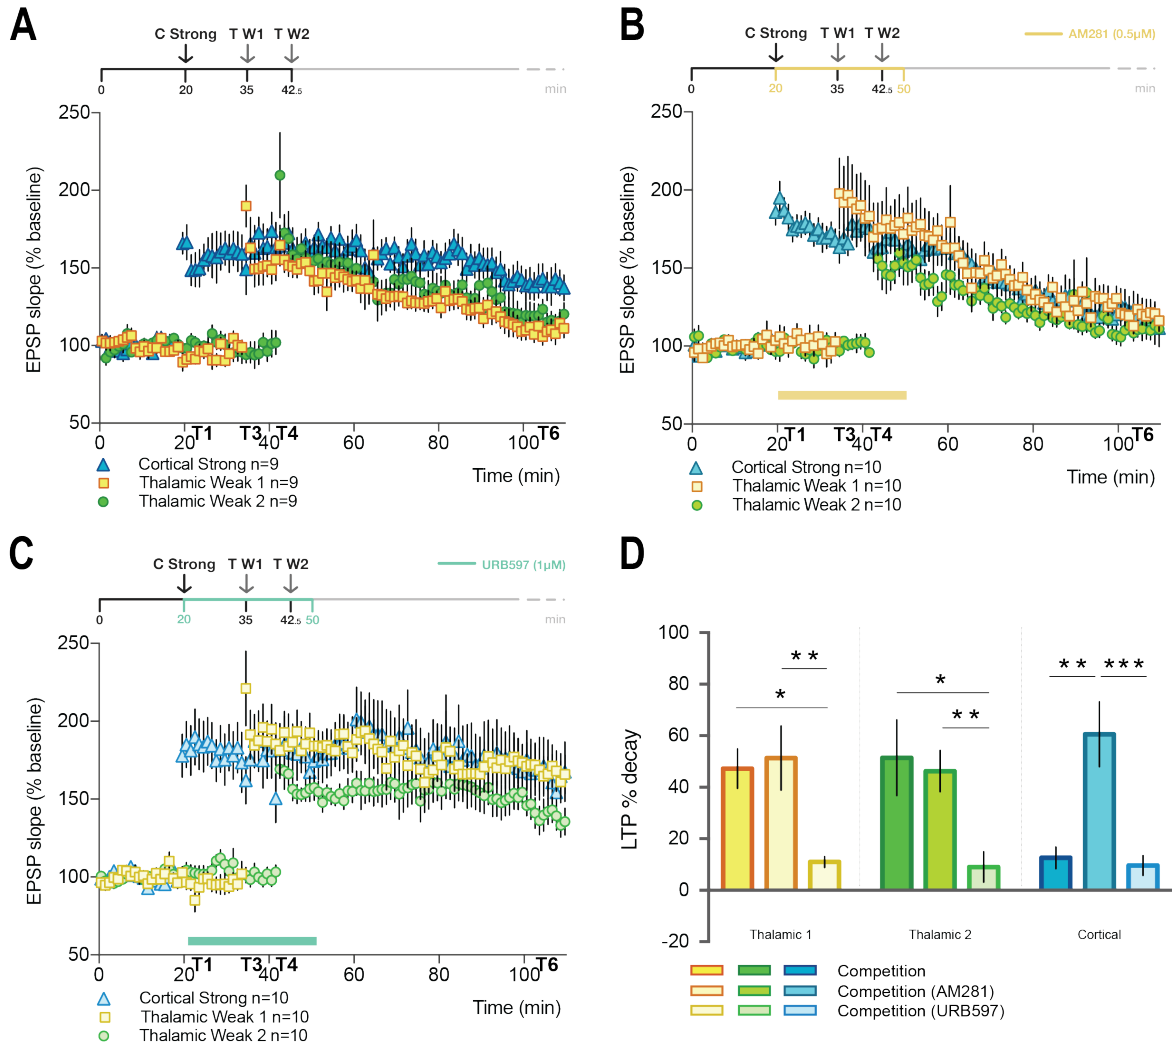 A
C Strong T W1 T W2
0 20 35 42.5 min
250
200
150
100
50
EPSP slope (% baseline)
0 20 T1 T3 40 T4 60 80 100 T6
Time (min)
Cortical Strong n=9
Thalamic Weak 1 n=9
Thalamic Weak 2 n=9
B
C Strong T W1 T W2
AM281 (0.5µM)
0 20 35 42.5 50 min
250
200
150
100
50
EPSP slope (% baseline)
0 20 T1 T3 40 T4 60 80 100 T6
Time (min)
Cortical Strong n=10
Thalamic Weak 1 n=10
Thalamic Weak 2 n=10
C
C Strong T W1 T W2
URB597 (1µM)
0 20 35 42.5 50 min
250
200
150
100
50
EPSP slope (% baseline)
0 20 T1 T3 40 T4 60 80 100 T6
Time (min)
Cortical Strong n=10
Thalamic Weak 1 n=10
Thalamic Weak 2 n=10
D
100
80
60
40
20
0
-20
LTP % decay
* *
*
*
* *
* * ***
Thalamic 1 Thalamic 2 Cortical
Competition
Competition (AM281)
Competition (URB597)